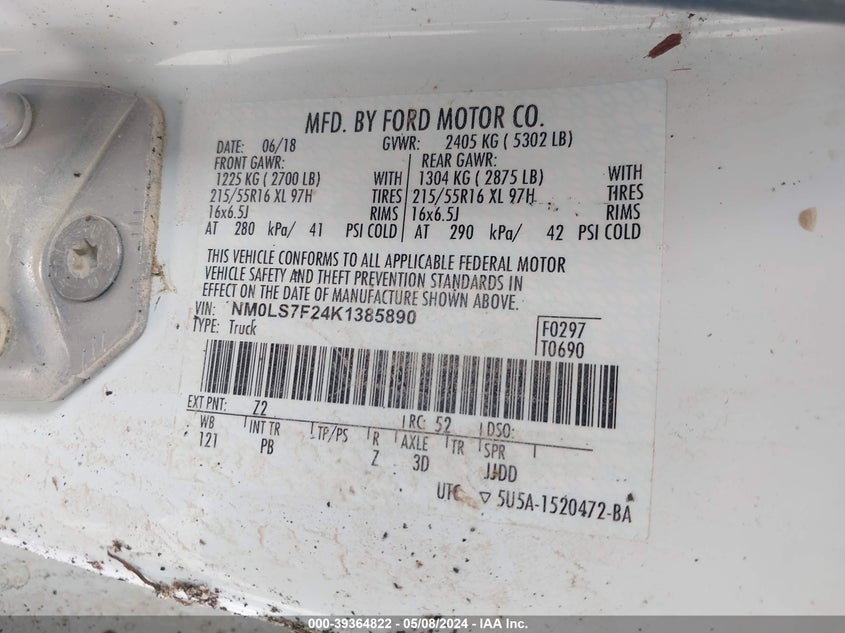 MFD. BY FORD MOTOR CO.
DATE: 06/18 GVWR: 2405 KG ( 5302 LB)
FRONT GAWR: REAR GAWR:
1225 KG ( 2700 LB) WITH 1304 KG ( 2875 LB) WITH
215/55R16 XL 97H TIRES 215/55R16 XL 97H TIRES
16x6.5J RIMS 16x6.5J RIMS
AT 280 kPa/ 41 PSI COLD AT 290 kPa/ 42 PSI COLD
THIS VEHICLE CONFORMS TO ALL APPLICABLE FEDERAL MOTOR
VEHICLE SAFETY AND THEFT PREVENTION STANDARDS IN
EFFECT ON THE DATE OF MANUFACTURE SHOWN ABOVE.
VIN: NM0LS7F24K1385890
TYPE: Truck
F0297
T0690
EXT PNT: Z2 RC: 52 DSO:
WB INT TR TP/PS R AXLE TR SPR
121 PB Z 3D JJDD
UTC 5U5A-1520472-BA
000-39364822 - 05/08/2024 - IAA Inc.